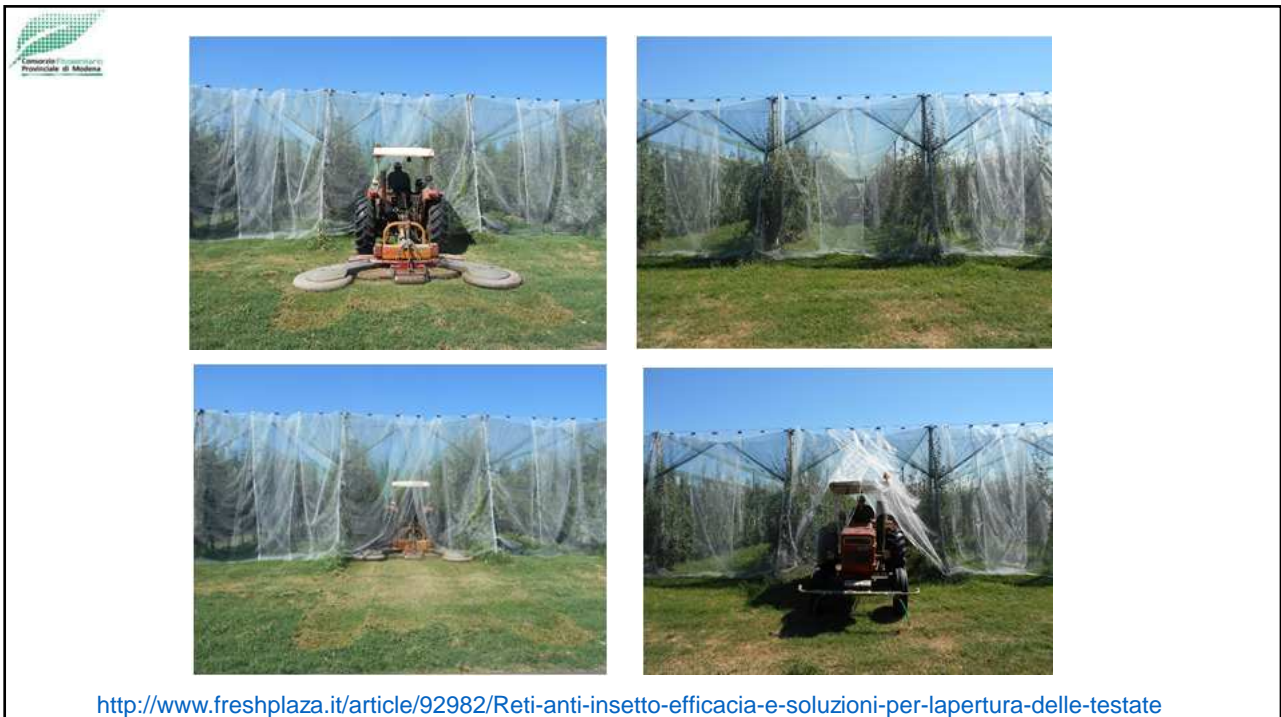 Consorzio Fitosanitario
Provinciale di Modena
http://www.freshplaza.it/article/92982/Reti-anti-insetto-efficacia-e-soluzioni-per-lapertura-delle-testate